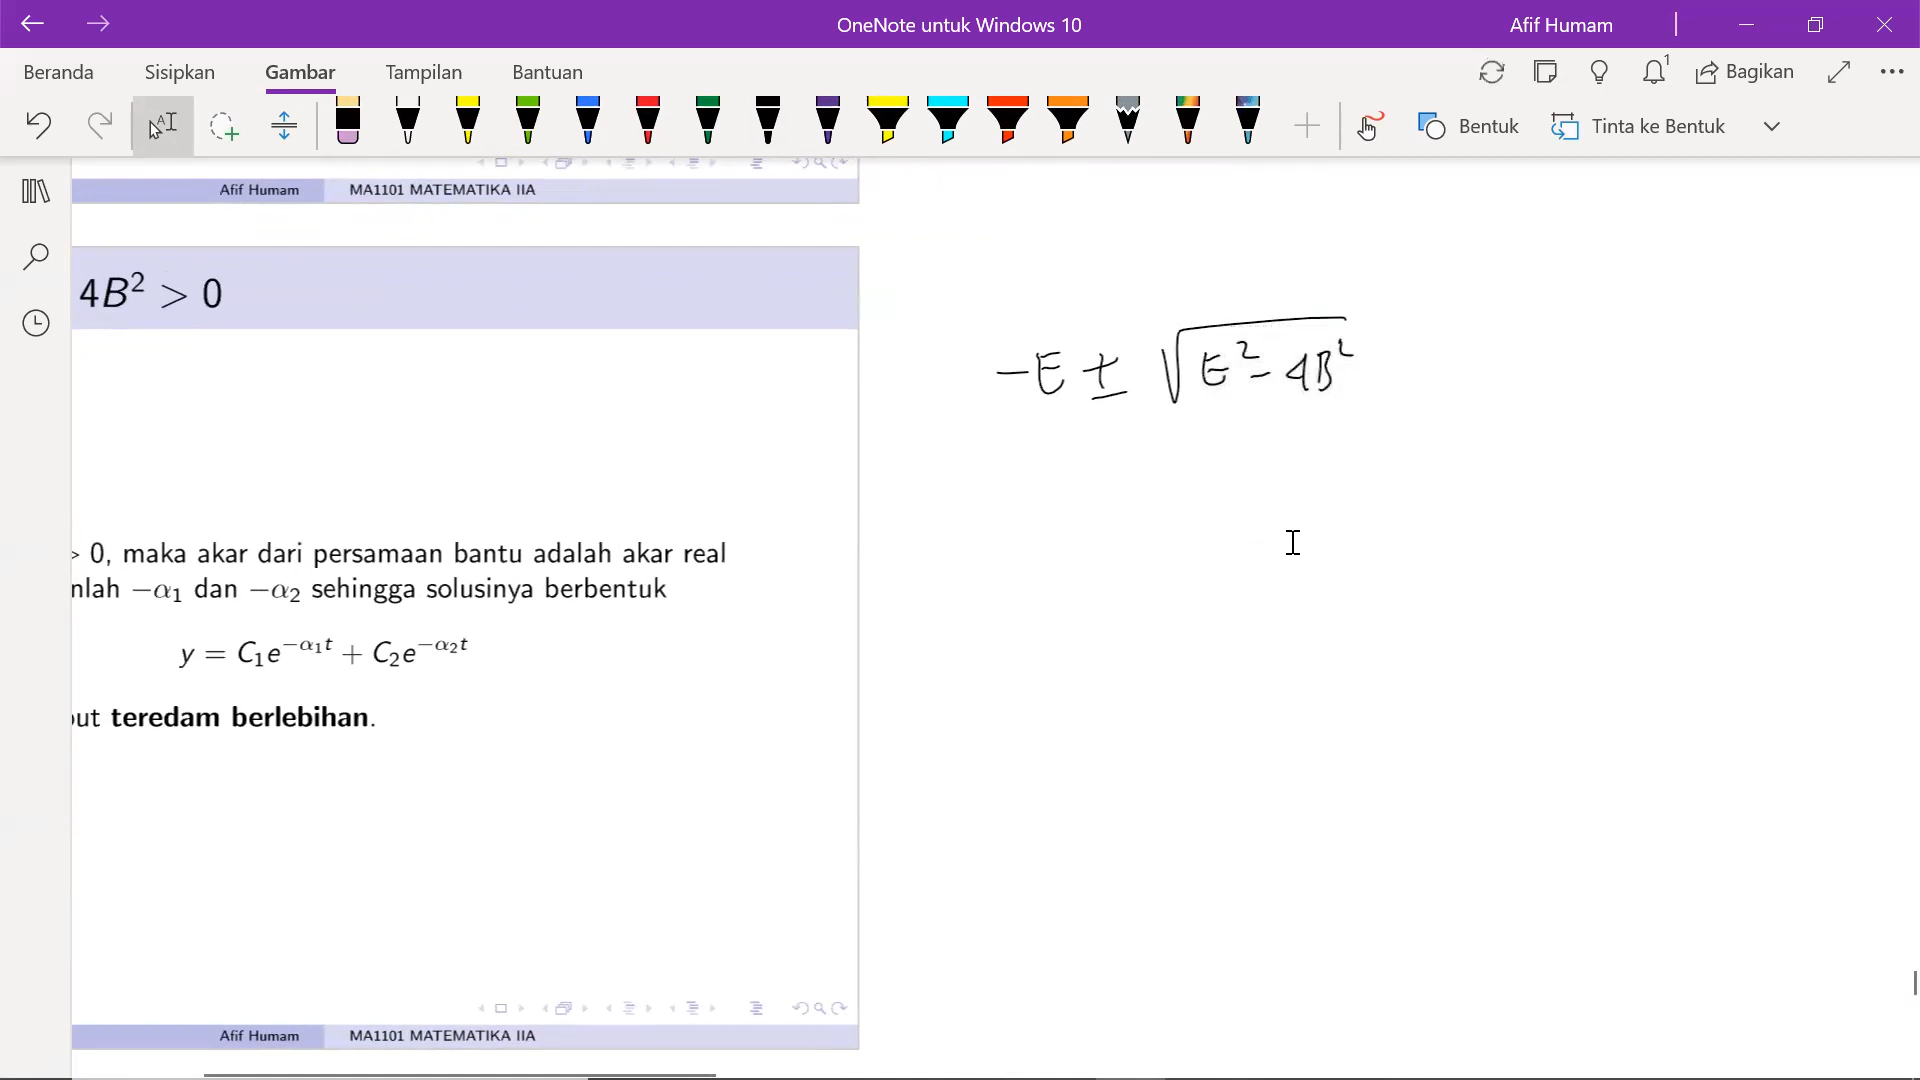 OneNote untuk Windows 10
Afif Humam
Beranda Sisipkan Gambar Tampilan Bantuan
1
Bagikan
Bentuk
Tinta ke Bentuk
Afif Humam MA1101 MATEMATIKA IIA
4B² > 0
−E ± √(E² − 4B²)
> 0, maka akar dari persamaan bantu adalah akar real
nlah −α₁ dan −α₂ sehingga solusinya berbentuk
y = C₁e^{−α₁t} + C₂e^{−α₂t}
but teredam berlebihan.
Afif Humam MA1101 MATEMATIKA IIA